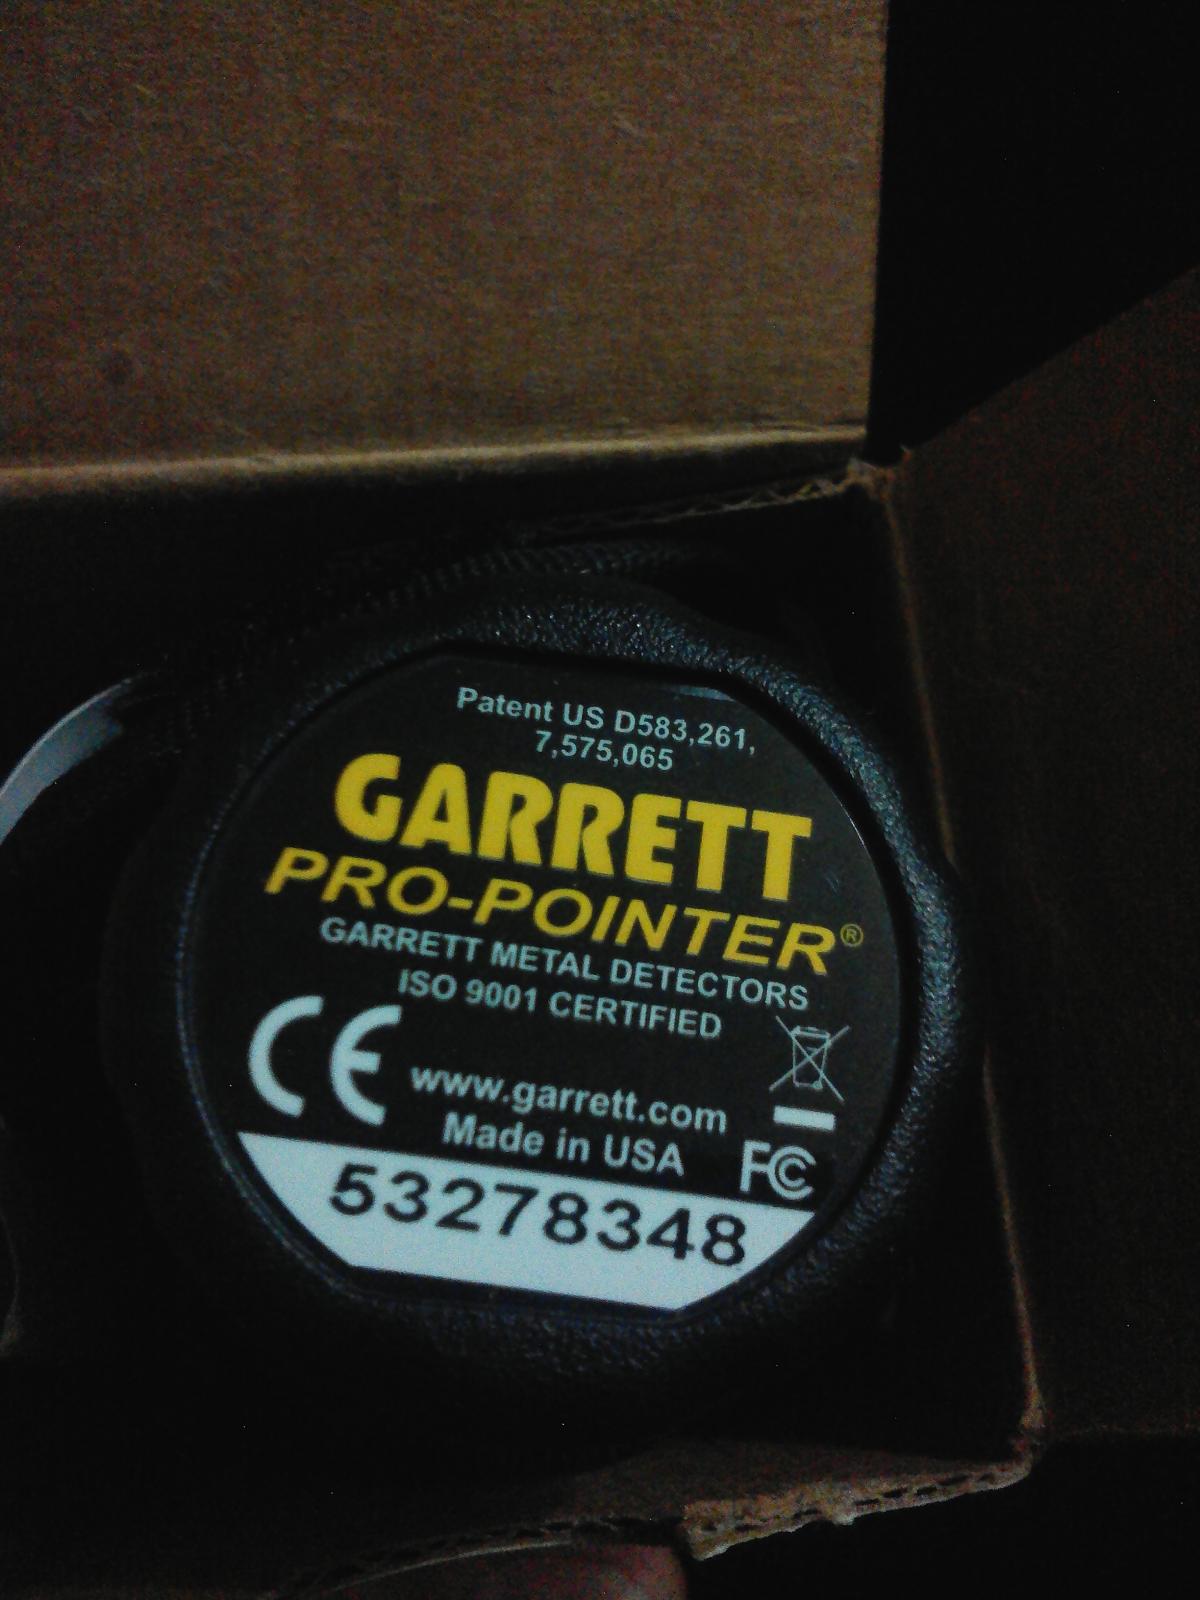 Patent US D583,261,
7,575,065
GARRETT
PRO-POINTER®
GARRETT METAL DETECTORS
ISO 9001 CERTIFIED
CE
www.garrett.com
Made in USA
FC
53278348